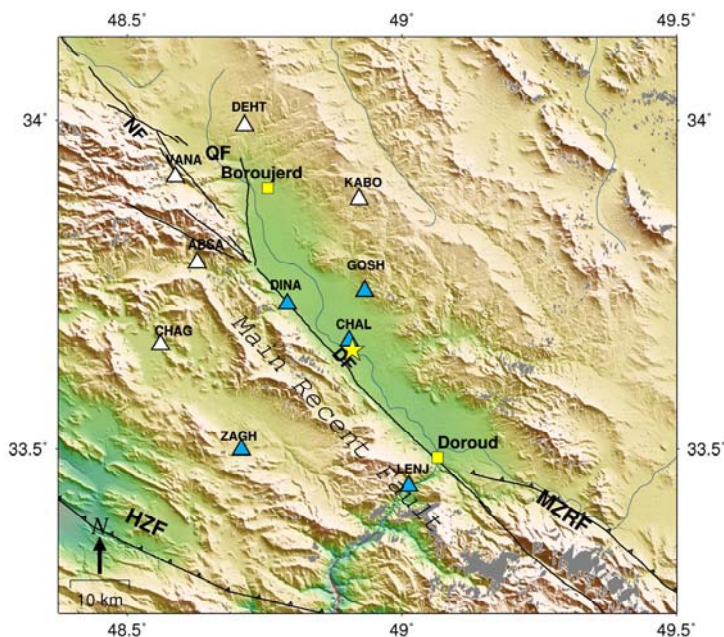 48.5˚ 49˚ 49.5˚
34˚
DEHT
NF
VANA
QF
Boroujerd
KABO
ABSA
GOSH
DINA
CHAL
CHAG
DF
Main Recent Fault
ZAGH
33.5˚ 33.5˚
Doroud
LENJ
MZRF
HZF
N
10 km
48.5˚ 49˚ 49.5˚
34˚